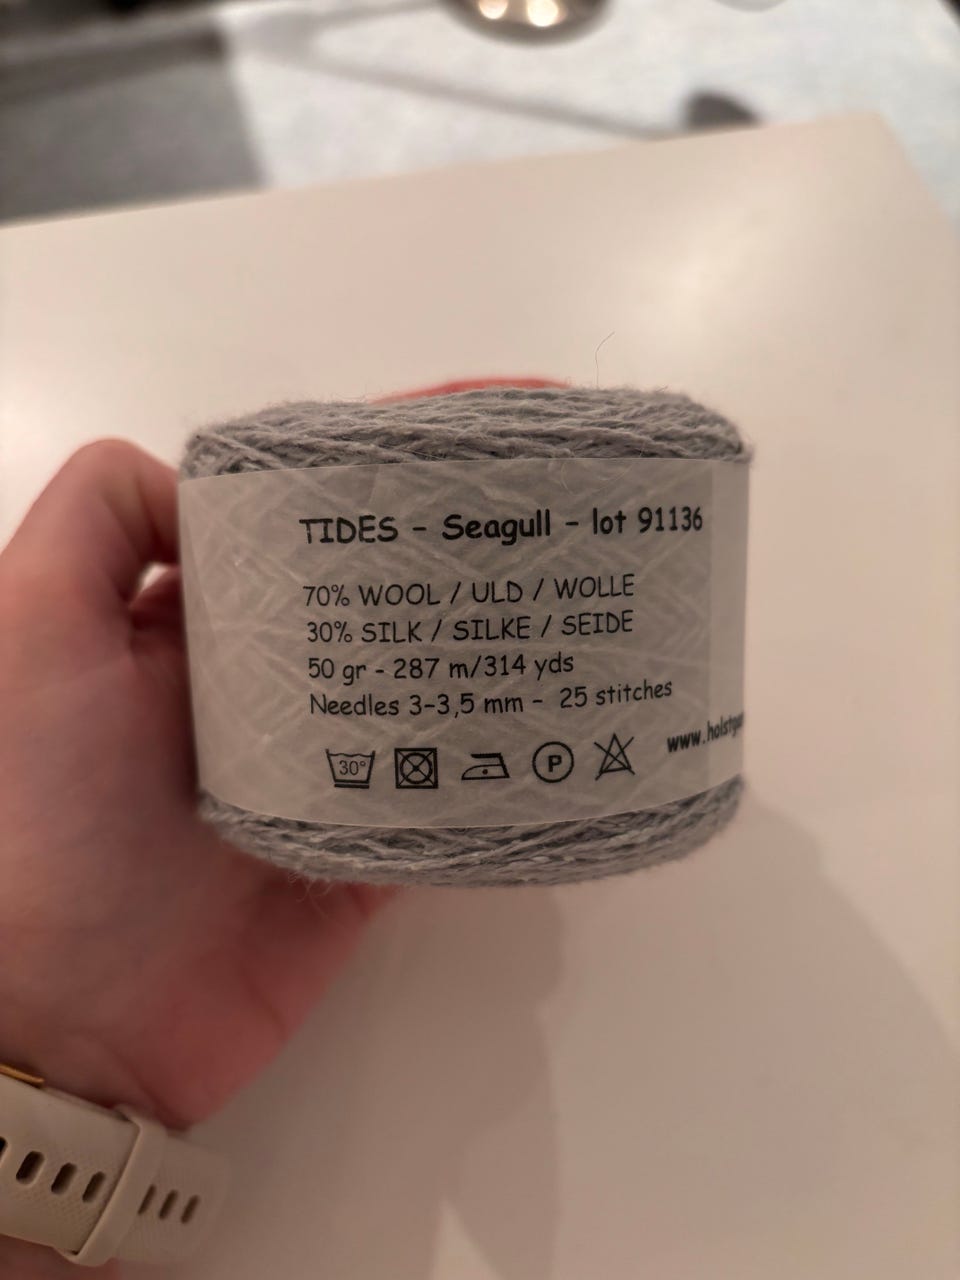 TIDES - Seagull - lot 91136
70% WOOL / ULD / WOLLE
30% SILK / SILKE / SEIDE
50 gr - 287 m/314 yds
Needles 3-3,5 mm - 25 stitches
30° P